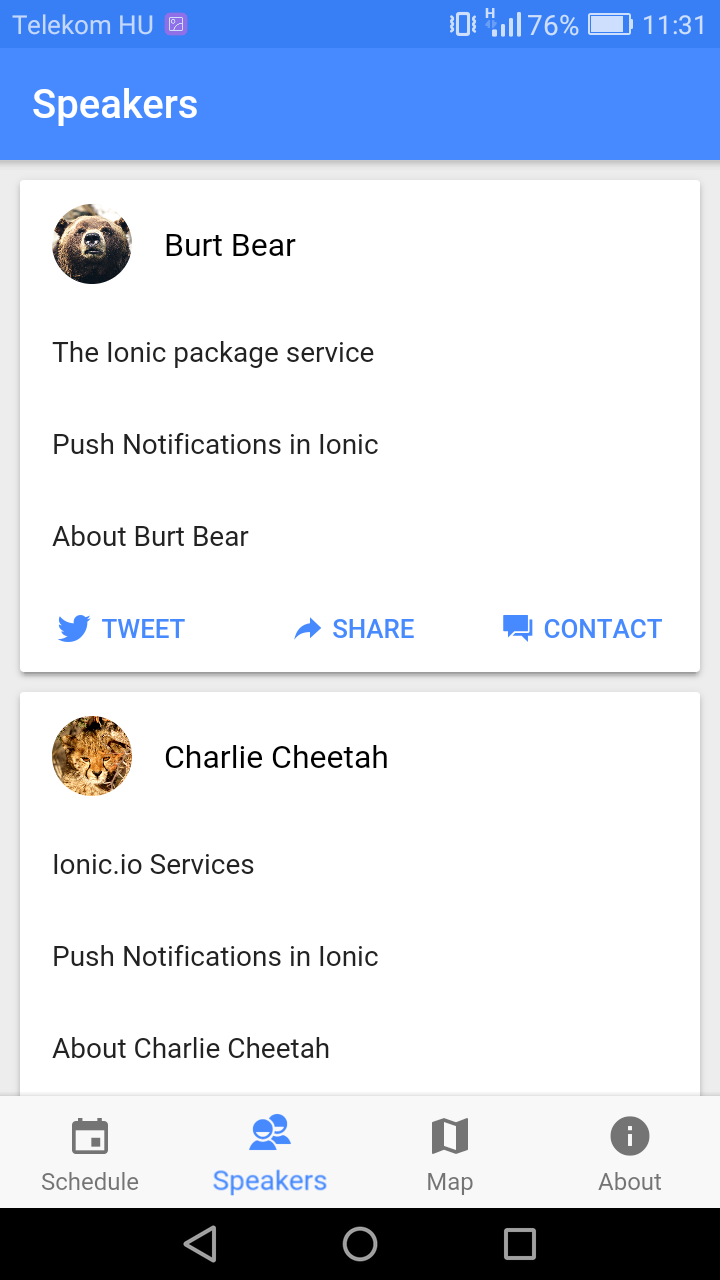 Telekom HU H 76% 11:31
Speakers
Burt Bear
The Ionic package service
Push Notifications in Ionic
About Burt Bear
TWEET SHARE CONTACT
Charlie Cheetah
Ionic.io Services
Push Notifications in Ionic
About Charlie Cheetah
Schedule Speakers Map About